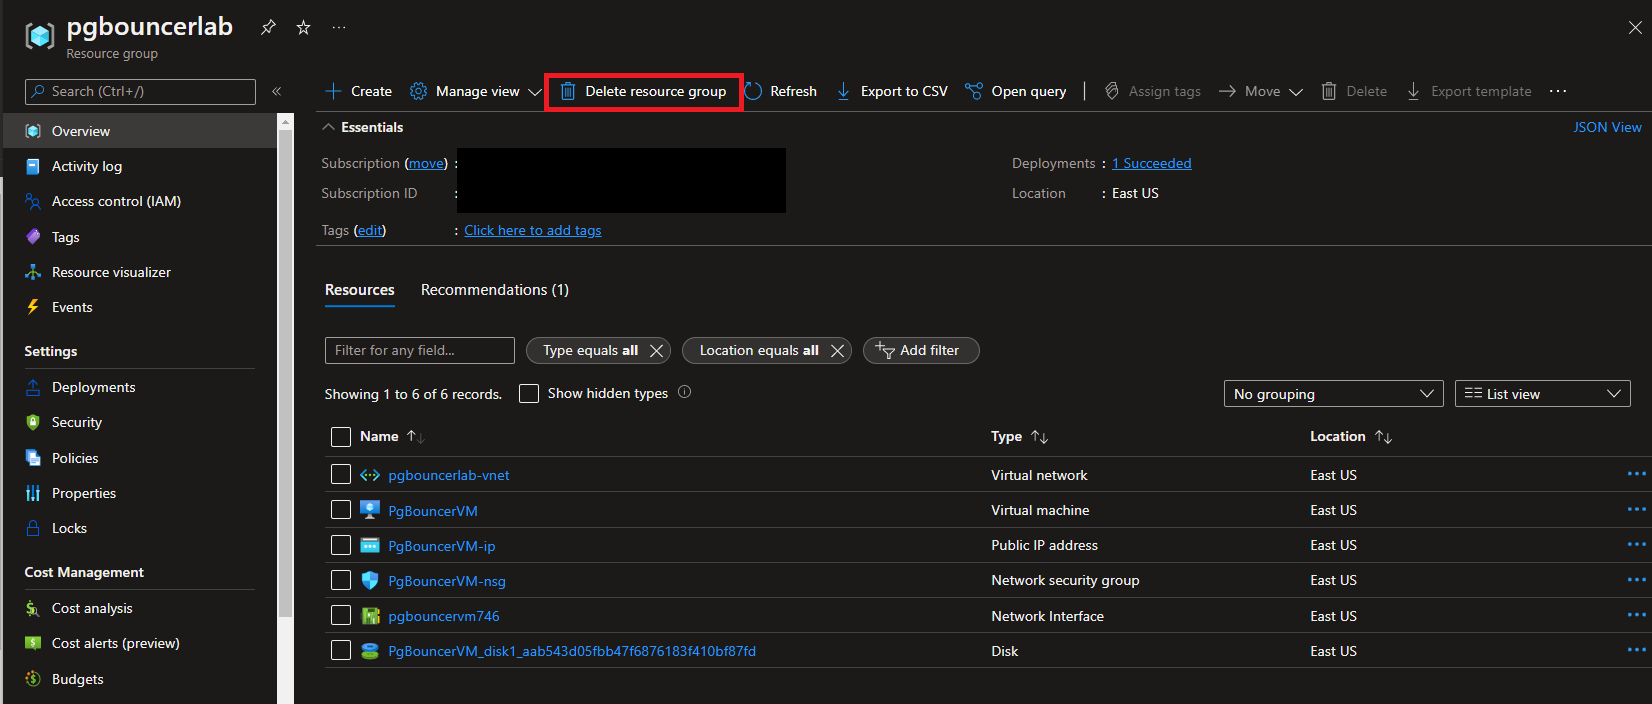 pgbouncerlab
Resource group
Search (Ctrl+/)
Create Manage view Delete resource group Refresh Export to CSV Open query Assign tags Move Delete Export template
Overview
Activity log
Access control (IAM)
Tags
Resource visualizer
Events
Settings
Deployments
Security
Policies
Properties
Locks
Cost Management
Cost analysis
Cost alerts (preview)
Budgets
Essentials
JSON View
Subscription (move) :
Deployments : 1 Succeeded
Subscription ID :
Location : East US
Tags (edit) : Click here to add tags
Resources Recommendations (1)
Filter for any field... Type equals all Location equals all Add filter
Showing 1 to 6 of 6 records. Show hidden types No grouping List view
Name Type Location
pgbouncerlab-vnet Virtual network East US
PgBouncerVM Virtual machine East US
PgBouncerVM-ip Public IP address East US
PgBouncerVM-nsg Network security group East US
pgbouncervm746 Network Interface East US
PgBouncerVM_disk1_aab543d05fbb47f6876183f410bf87fd Disk East US